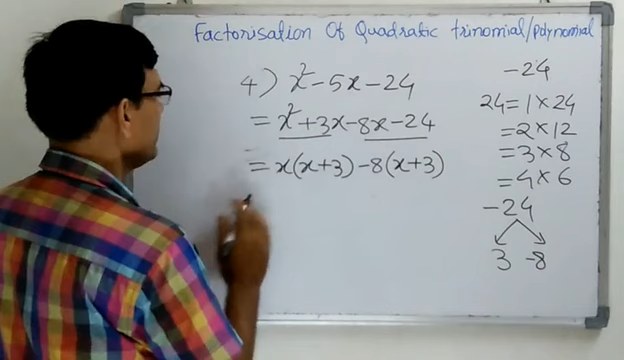 Factorisation Of Quadratic trinomial/polynomial
4) x² - 5x - 24
= x² + 3x - 8x - 24
= x(x+3) - 8(x+3)
-24
24 = 1 × 24
= 2 × 12
= 3 × 8
= 4 × 6
-24
3 -8